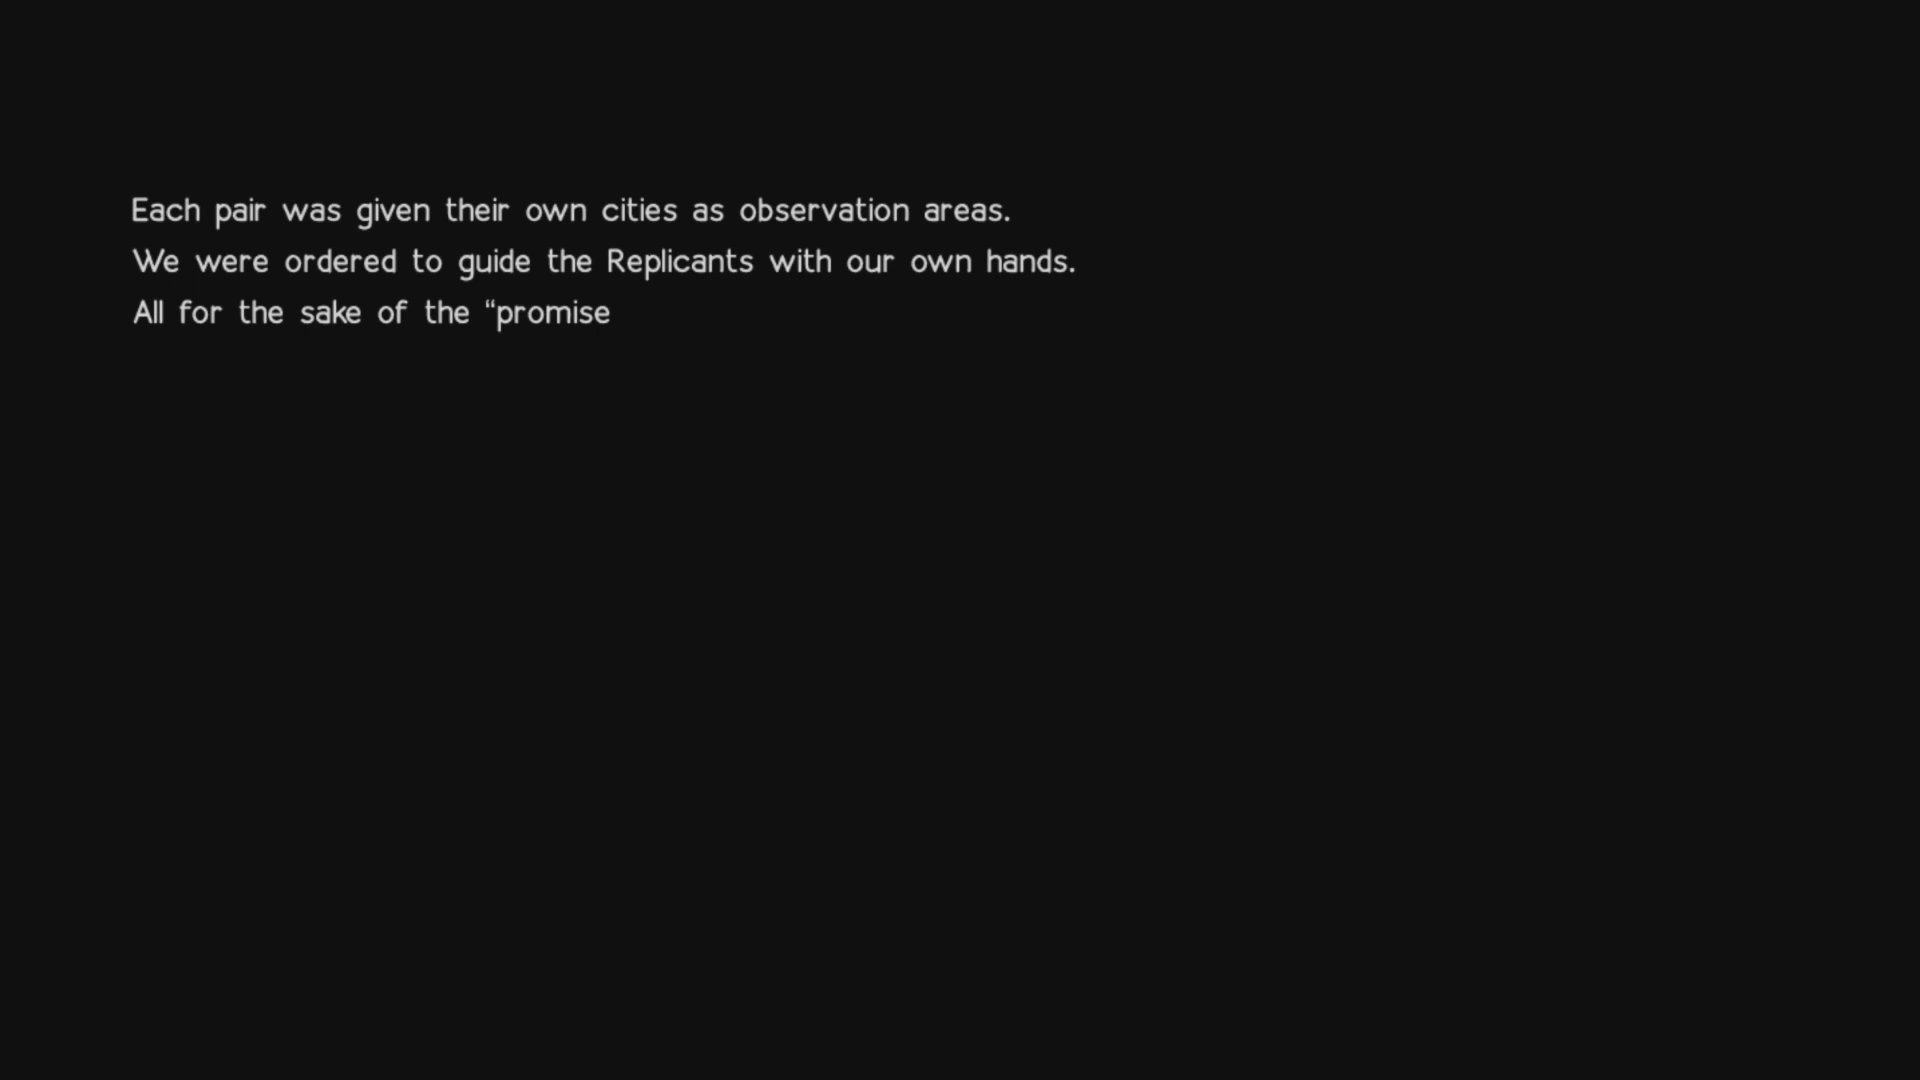 Each pair was given their own cities as observation areas.
We were ordered to guide the Replicants with our own hands.
All for the sake of the “promise